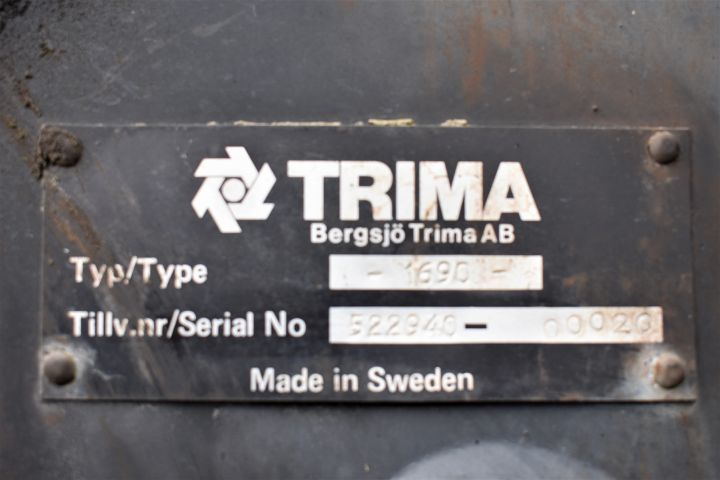 TRIMA
Bergsjö Trima AB
Typ/Type - 1690 -
Tillv.nr/Serial No 522940- 00020
Made in Sweden